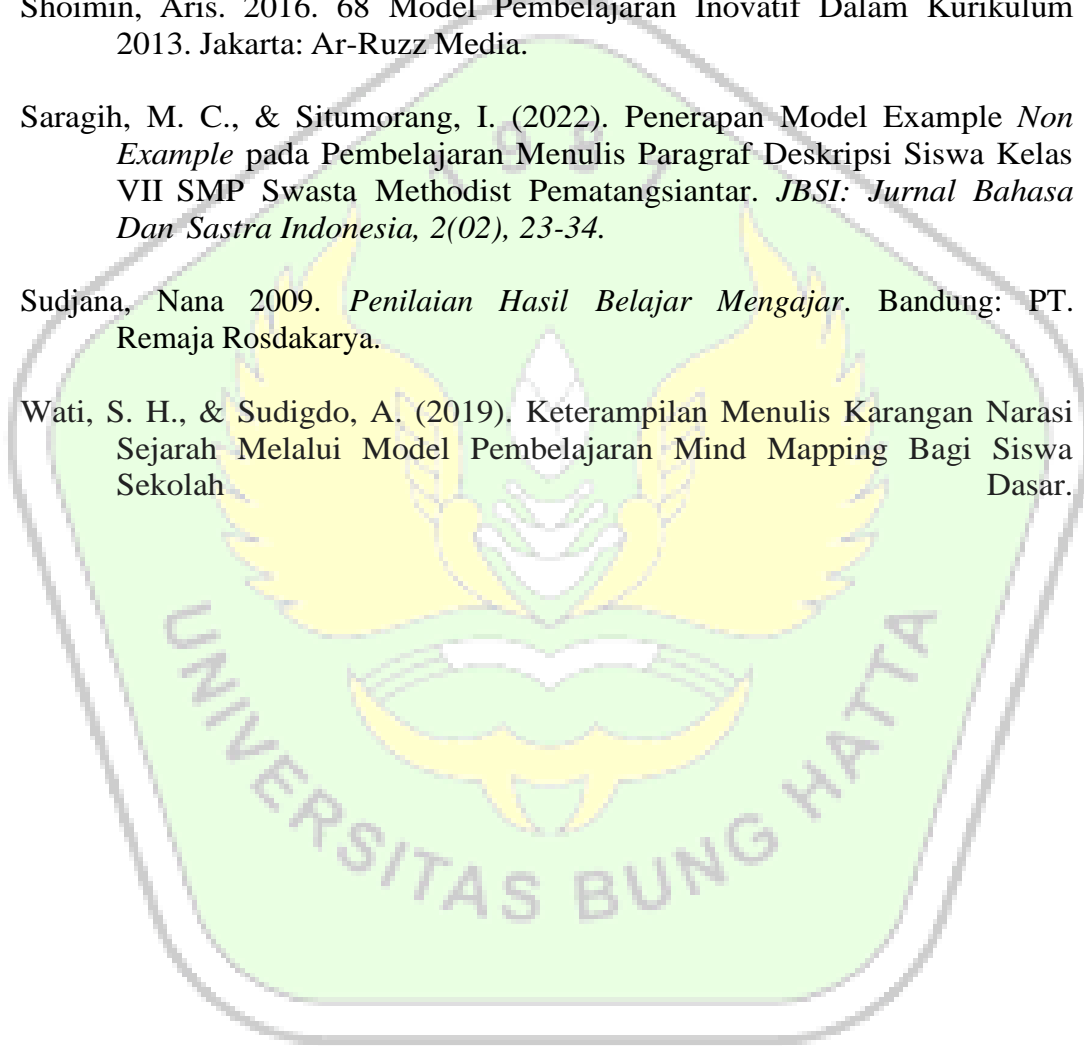 Shoimin, Aris. 2016. 68 Model Pembelajaran Inovatif Dalam Kurikulum
2013. Jakarta: Ar-Ruzz Media.
Saragih, M. C., & Situmorang, I. (2022). Penerapan Model Example Non
Example pada Pembelajaran Menulis Paragraf Deskripsi Siswa Kelas
VII SMP Swasta Methodist Pematangsiantar. JBSI: Jurnal Bahasa
Dan Sastra Indonesia, 2(02), 23-34.
Sudjana, Nana 2009. Penilaian Hasil Belajar Mengajar. Bandung: PT.
Remaja Rosdakarya.
Wati, S. H., & Sudigdo, A. (2019). Keterampilan Menulis Karangan Narasi
Sejarah Melalui Model Pembelajaran Mind Mapping Bagi Siswa
Sekolah Dasar.
UNIVERSITAS BUNG HATTA